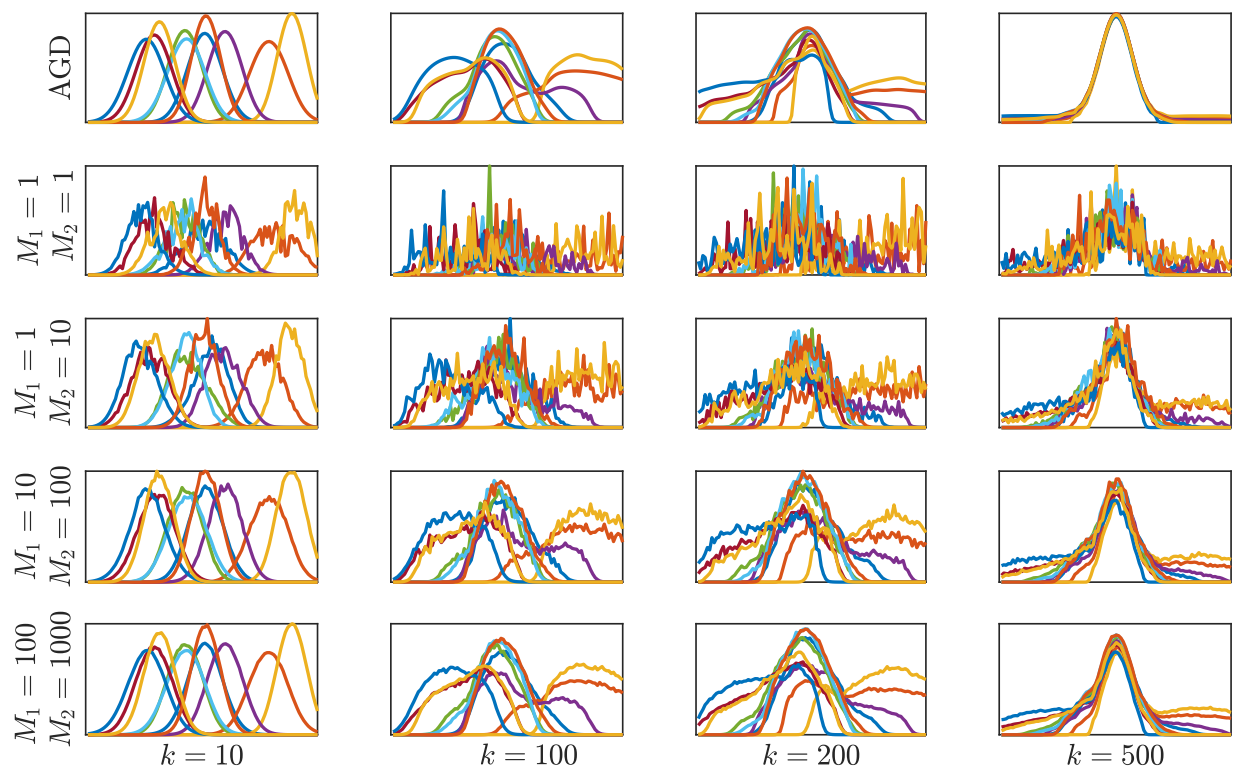 AGD
M₁ = 1
M₂ = 1
M₁ = 1
M₂ = 10
M₁ = 10
M₂ = 100
M₁ = 100
M₂ = 1000
k = 10
k = 100
k = 200
k = 500